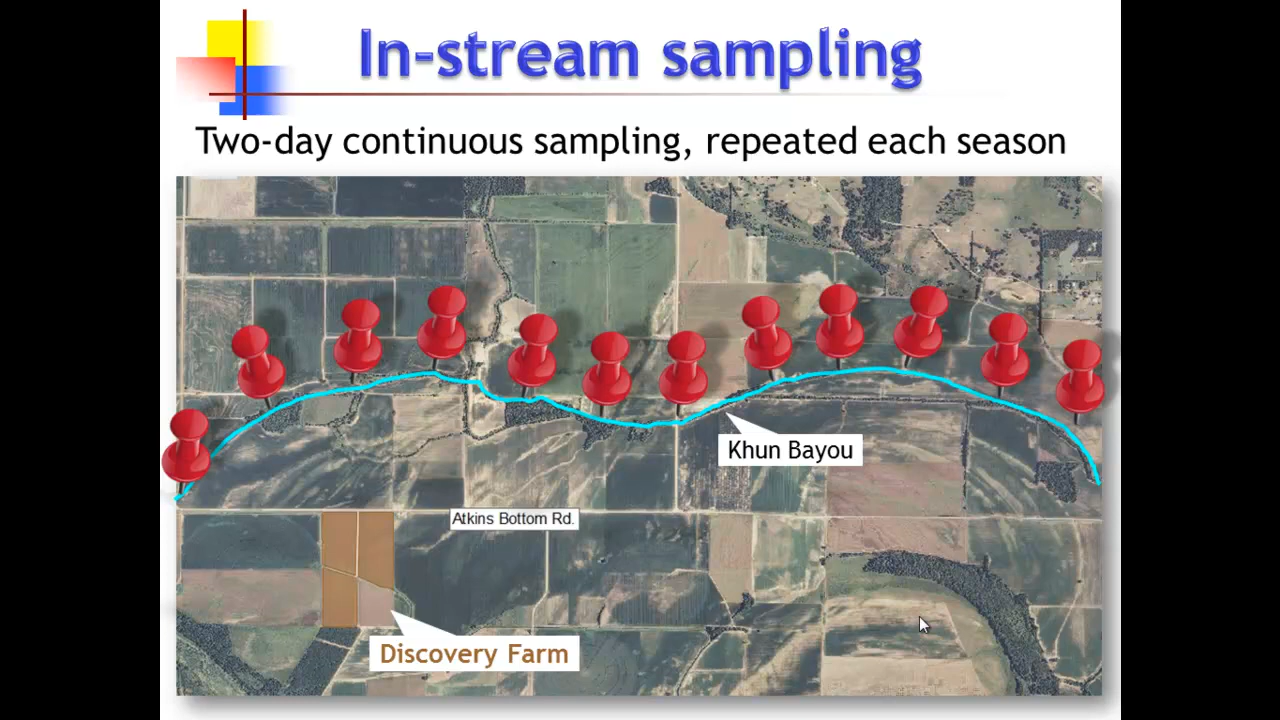 In-stream sampling
Two-day continuous sampling, repeated each season
Khun Bayou
Atkins Bottom Rd.
Discovery Farm